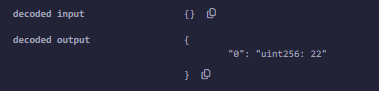 decoded input {}
decoded output {
"0": "uint256: 22"
}